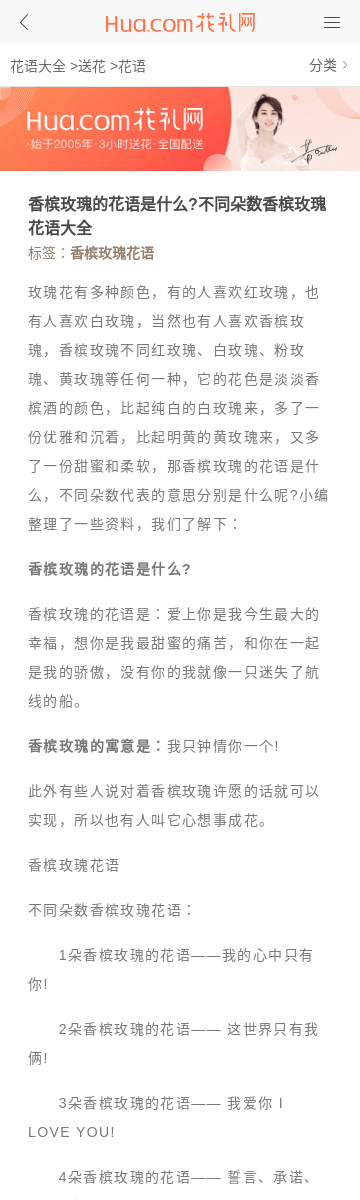 Hua.com花礼网
花语大全 >送花 >花语
分类
Hua.com花礼网
·始于2005年·3小时送花·全国配送
香槟玫瑰的花语是什么?不同朵数香槟玫瑰
花语大全
标签：香槟玫瑰花语
玫瑰花有多种颜色，有的人喜欢红玫瑰，也
有人喜欢白玫瑰，当然也有人喜欢香槟玫
瑰，香槟玫瑰不同红玫瑰、白玫瑰、粉玫
瑰、黄玫瑰等任何一种，它的花色是淡淡香
槟酒的颜色，比起纯白的白玫瑰来，多了一
份优雅和沉着，比起明黄的黄玫瑰来，又多
了一份甜蜜和柔软，那香槟玫瑰的花语是什
么，不同朵数代表的意思分别是什么呢?小编
整理了一些资料，我们了解下：
香槟玫瑰的花语是什么?
香槟玫瑰的花语是：爱上你是我今生最大的
幸福，想你是我最甜蜜的痛苦，和你在一起
是我的骄傲，没有你的我就像一只迷失了航
线的船。
香槟玫瑰的寓意是：我只钟情你一个!
此外有些人说对着香槟玫瑰许愿的话就可以
实现，所以也有人叫它心想事成花。
香槟玫瑰花语
不同朵数香槟玫瑰花语：
1朵香槟玫瑰的花语——我的心中只有
你!
2朵香槟玫瑰的花语—— 这世界只有我
俩!
3朵香槟玫瑰的花语—— 我爱你 I
LOVE YOU!
4朵香槟玫瑰的花语—— 誓言、承诺、